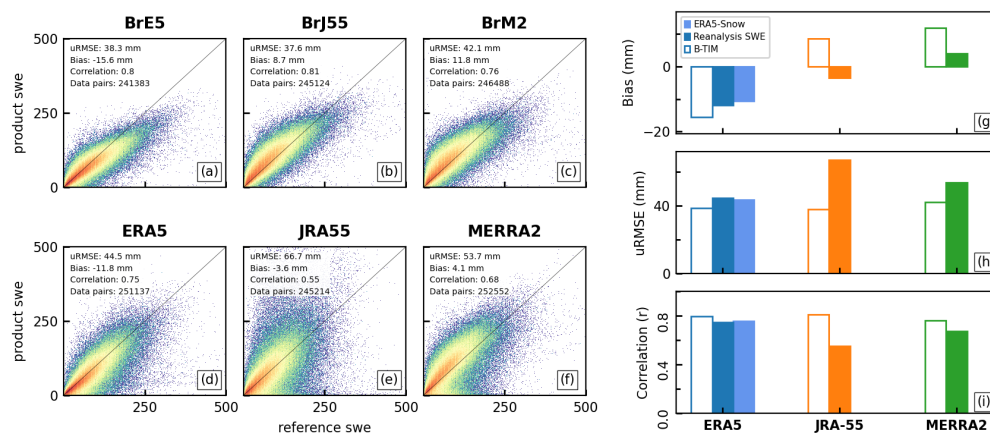 BrE5
BrJ55
BrM2
500
250
0
product swe
uRMSE: 38.3 mm
Bias: -15.6 mm
Correlation: 0.8
Data pairs: 241383
(a)
250
500
uRMSE: 37.6 mm
Bias: 8.7 mm
Correlation: 0.81
Data pairs: 245124
(b)
250
500
uRMSE: 42.1 mm
Bias: 11.8 mm
Correlation: 0.76
Data pairs: 246488
(c)
250
500
ERA5
JRA55
MERRA2
500
250
0
product swe
uRMSE: 44.5 mm
Bias: -11.8 mm
Correlation: 0.75
Data pairs: 251137
(d)
250
500
uRMSE: 66.7 mm
Bias: -3.6 mm
Correlation: 0.55
Data pairs: 245214
(e)
250
500
uRMSE: 53.7 mm
Bias: 4.1 mm
Correlation: 0.68
Data pairs: 252552
(f)
250
500
reference swe
ERA5-Snow
Reanalysis SWE
B-TIM
Bias (mm)
0
−20
(g
uRMSE (mm)
40
0
(h
Correlation (r)
0.8
0.4
0.0
(i)
ERA5
JRA-55
MERRA2